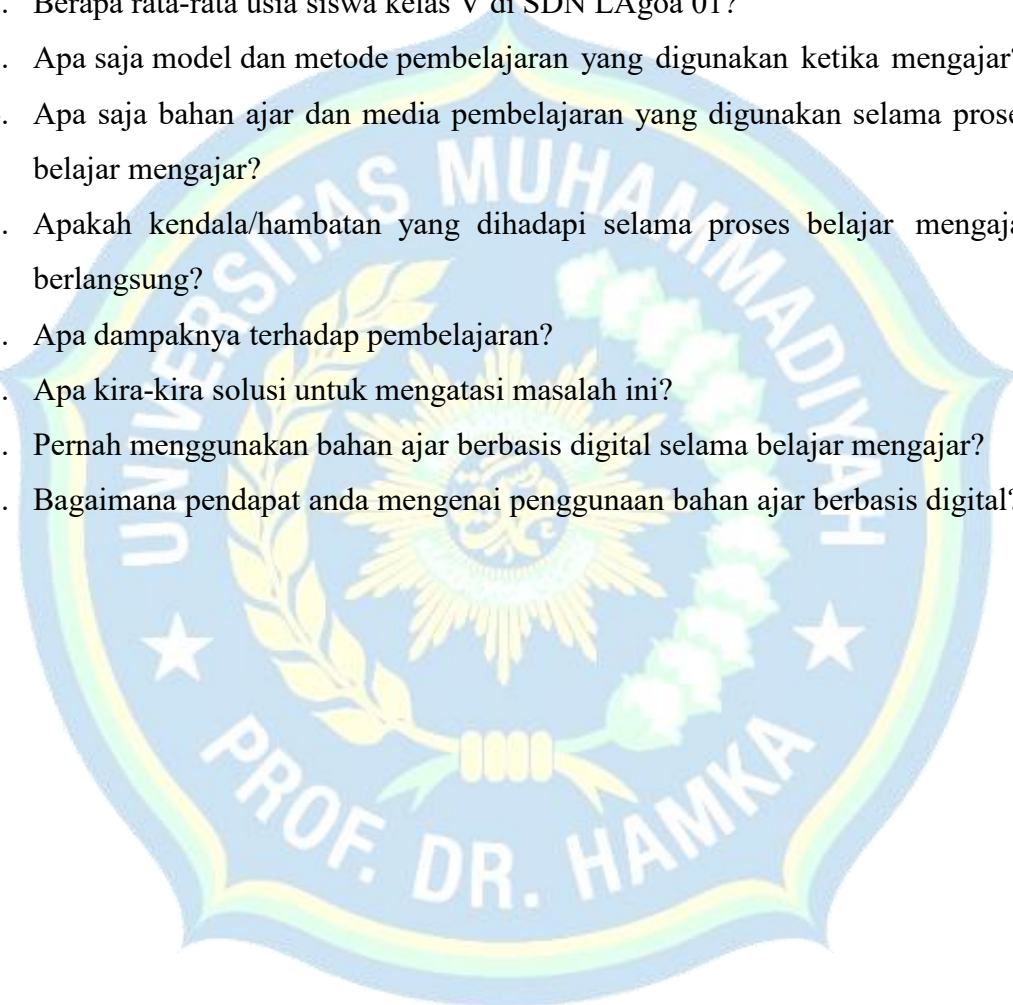 . Berapa rata-rata usia siswa kelas V di SDN LAgoa 01?
. Apa saja model dan metode pembelajaran yang digunakan ketika mengajar?
. Apa saja bahan ajar dan media pembelajaran yang digunakan selama
belajar mengajar?
. Apakah kendala/hambatan yang dihadapi selama proses belajar
berlangsung?
. Apa dampaknya terhadap pembelajaran?
. Apa kira-kira solusi untuk mengatasi masalah ini?
. Pernah menggunakan bahan ajar berbasis digital selama belajar mengajar?
. Bagaimana pendapat anda mengenai penggunaan bahan ajar berbasis digital?
UNIVERSITAS MUHAMMADIYAH
PROF. DR. HAMKA